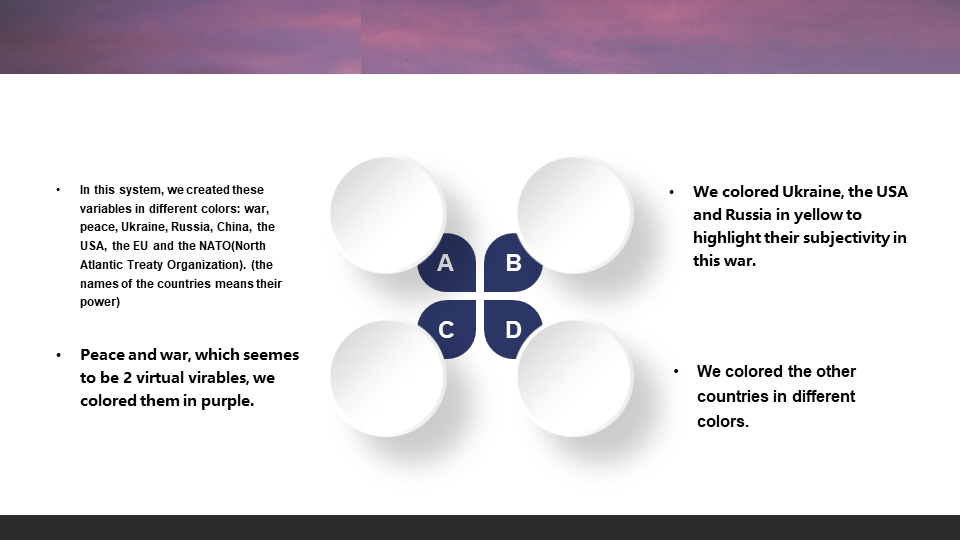 In this system, we created these
variables in different colors: war,
peace, Ukraine, Russia, China, the
USA, the EU and the NATO(North
Atlantic Treaty Organization). (the
names of the countries means their
power)
Peace and war, which seemes
to be 2 virtual virables, we
colored them in purple.
A
B
C
D
We colored Ukraine, the USA
and Russia in yellow to
highlight their subjectivity in
this war.
We colored the other
countries in different
colors.